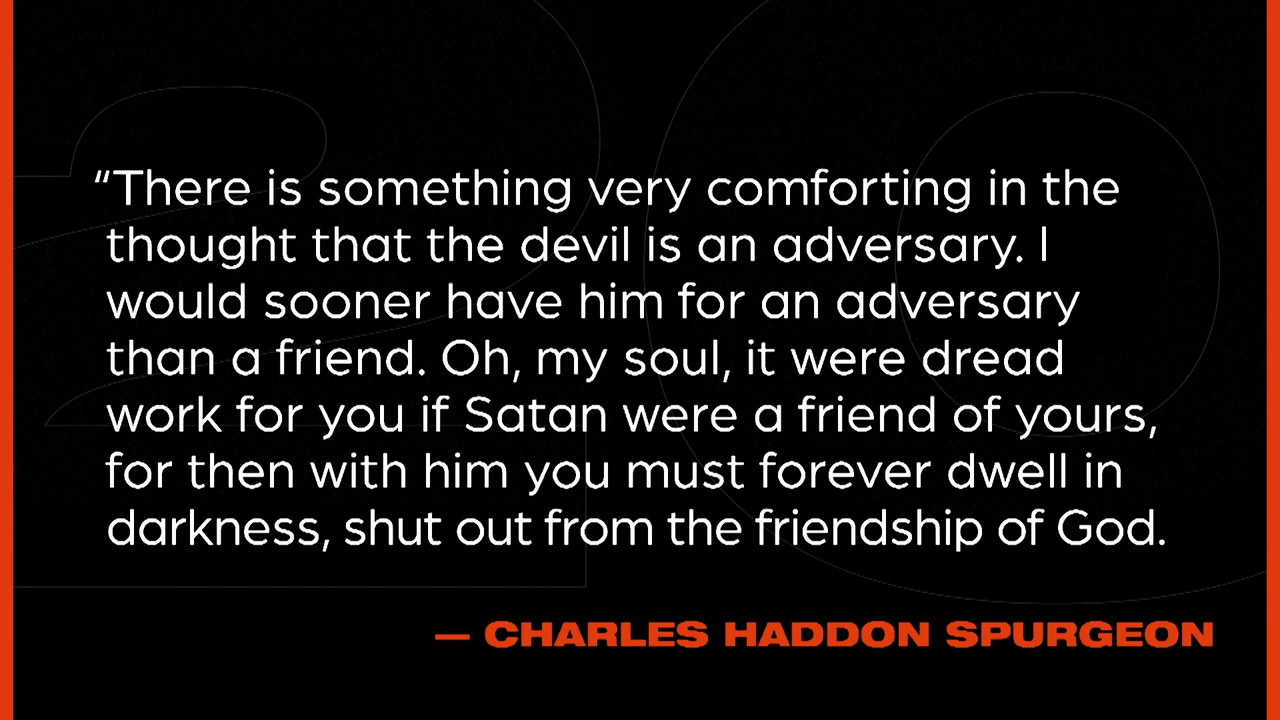 “There is something very comforting in the
thought that the devil is an adversary. I
would sooner have him for an adversary
than a friend. Oh, my soul, it were dread
work for you if Satan were a friend of yours,
for then with him you must forever dwell in
darkness, shut out from the friendship of God.
— CHARLES HADDON SPURGEON
20